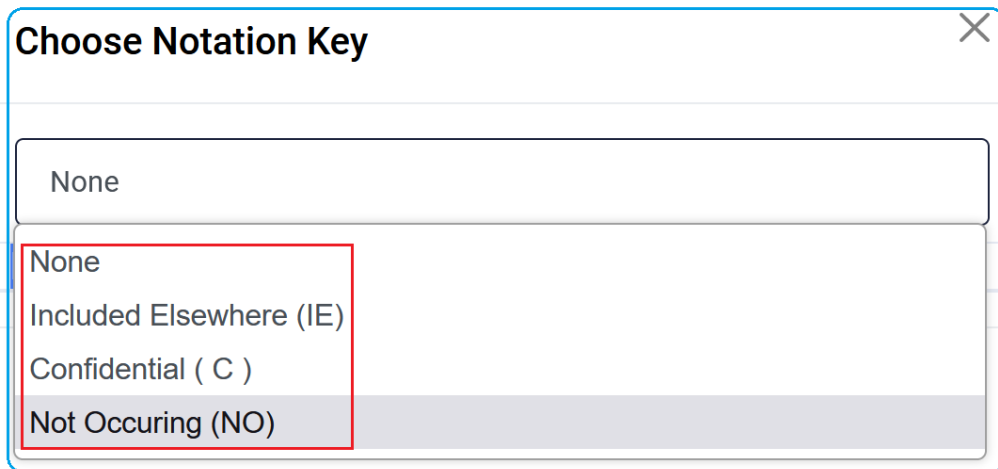 Choose Notation Key
None
None
Included Elsewhere (IE)
Confidential ( C )
Not Occuring (NO)